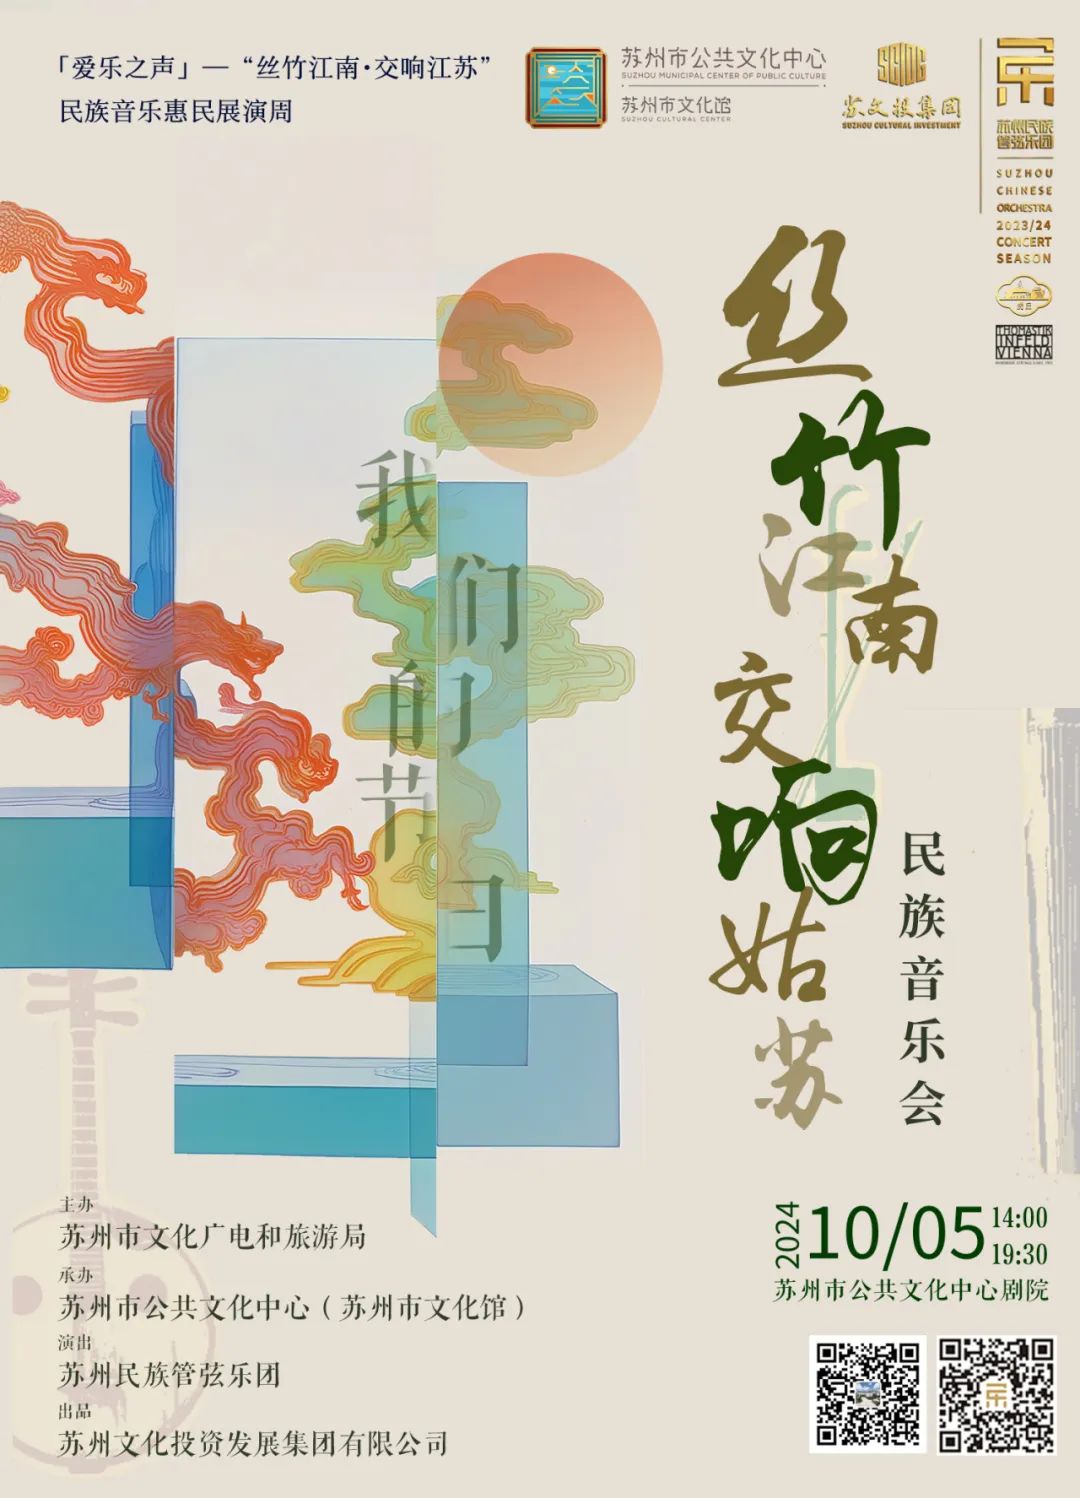 「爱乐之声」—“丝竹江南·交响江苏”
民族音乐惠民展演周
苏州市公共文化中心
SUZHOU MUNICIPAL CENTER OF PUBLIC CULTURE
苏州市文化馆
SUZHOU CULTURAL CENTER
苏文投集团
SUZHOU CULTURAL INVESTMENT
苏州民族
管弦乐团
SUZHOU
CHINESE
ORCHESTRA
2023/24
CONCERT
SEASON
THOMASTIK
INFELD
VIENNA
丝竹江南
交响姑苏
民族音乐会
我们的节日
主办
苏州市文化广电和旅游局
承办
苏州市公共文化中心(苏州市文化馆)
演出
苏州民族管弦乐团
出品
苏州文化投资发展集团有限公司
2024
10/05
14:00
19:30
苏州市公共文化中心剧院